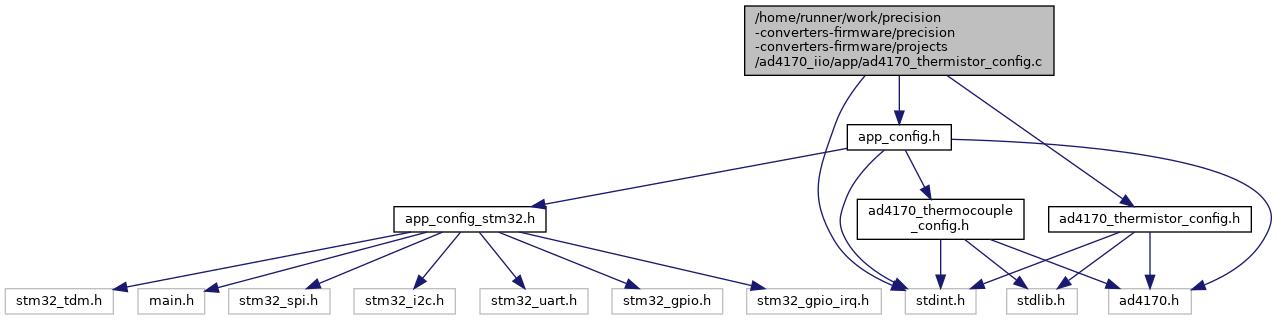 /home/runner/work/precision
-converters-firmware/precision
-converters-firmware/projects
/ad4170_iio/app/ad4170_thermistor_config.c
app_config.h
app_config_stm32.h
ad4170_thermocouple
_config.h
ad4170_thermistor_config.h
stm32_tdm.h
main.h
stm32_spi.h
stm32_i2c.h
stm32_uart.h
stm32_gpio.h
stm32_gpio_irq.h
stdint.h
stdlib.h
ad4170.h